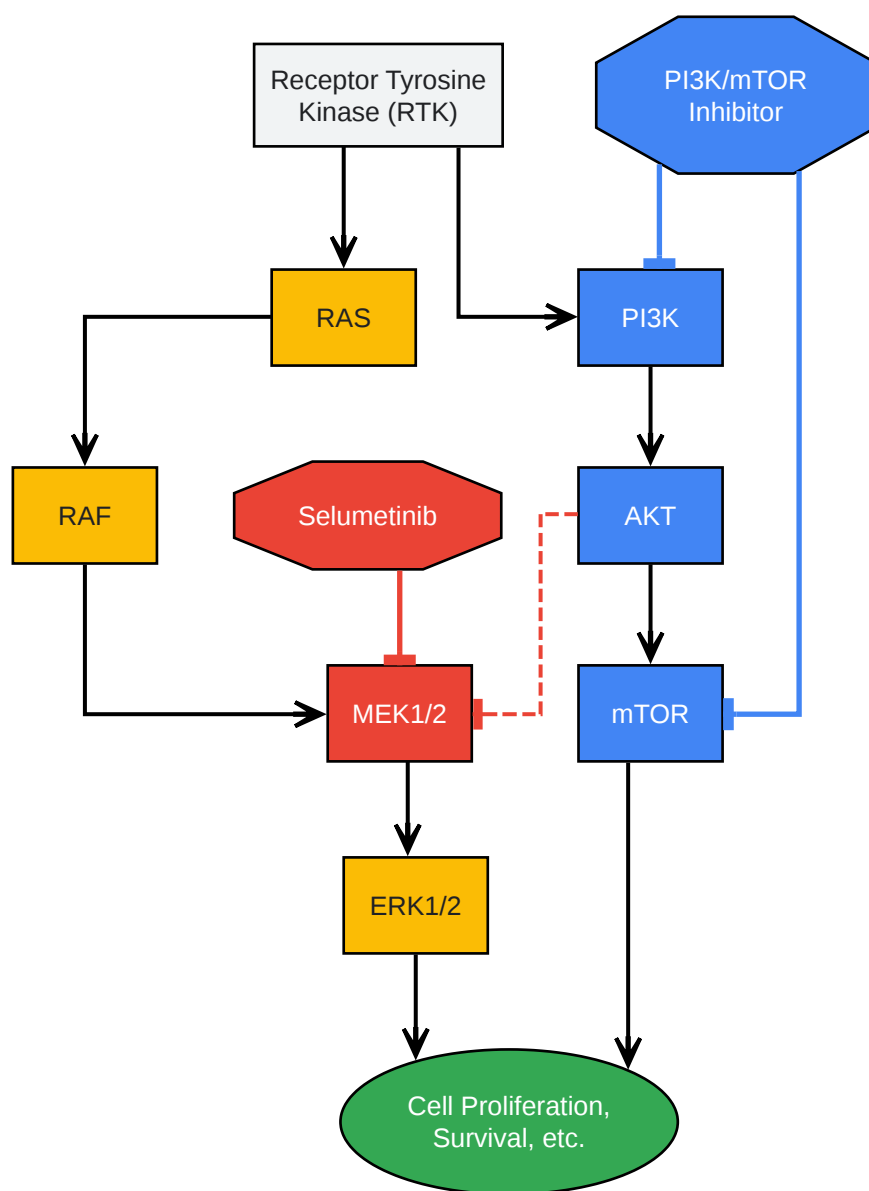 Receptor Tyrosine
Kinase (RTK)
PI3K/mTOR
Inhibitor
RAS
PI3K
RAF
Selumetinib
AKT
MEK1/2
mTOR
ERK1/2
Cell Proliferation,
Survival, etc.